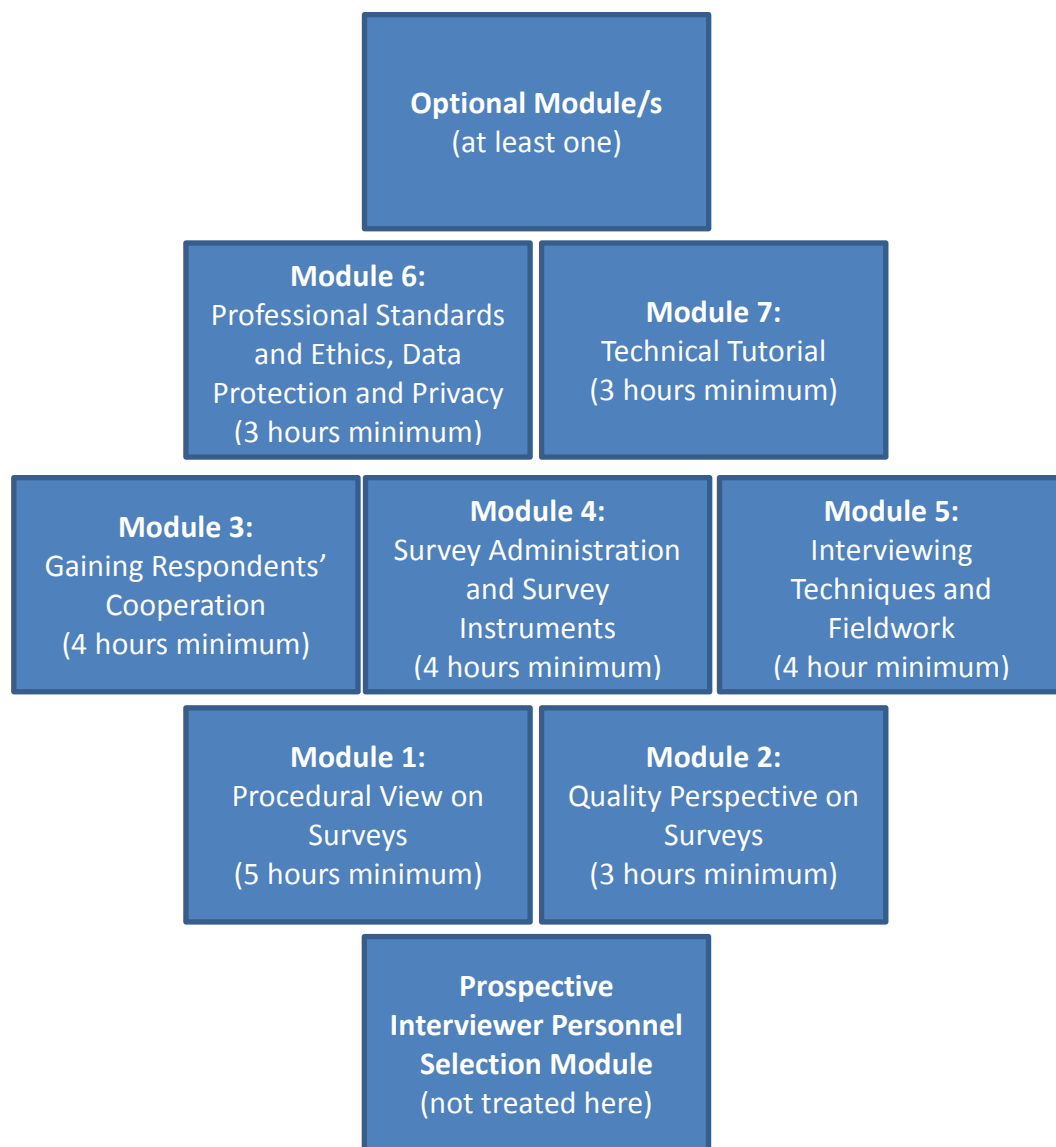 Optional Module/s
(at least one)
Module 6:
Professional Standards
and Ethics, Data
Protection and Privacy
(3 hours minimum)
Module 7:
Technical Tutorial
(3 hours minimum)
Module 3:
Gaining Respondents’
Cooperation
(4 hours minimum)
Module 4:
Survey Administration
and Survey
Instruments
(4 hours minimum)
Module 5:
Interviewing
Techniques and
Fieldwork
(4 hour minimum)
Module 1:
Procedural View on
Surveys
(5 hours minimum)
Module 2:
Quality Perspective on
Surveys
(3 hours minimum)
Prospective
Interviewer Personnel
Selection Module
(not treated here)